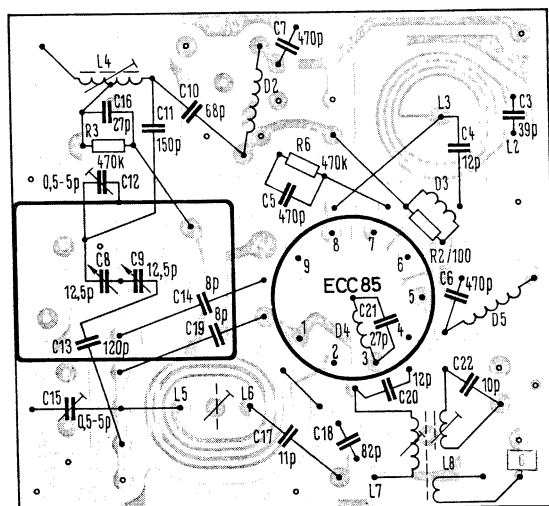 C7
470p
L4
C10
68p
D2
C16
27p
C11
150p
R3
470k
0,5-5p
C12
R6
470k
C5
470p
L3
C4
12p
C3
39p
L2
D3
R2/100
C8
12,5p
C9
12,5p
C14
8p
C19
8p
C13
120p
8
7
9
6
ECC85
5
1
D4
C21
27p
4
2
3
C6
470p
D5
C15
0,5-5p
L5
L6
C17
11p
C18
82p
12p
C20
C22
10p
L7
L8
6